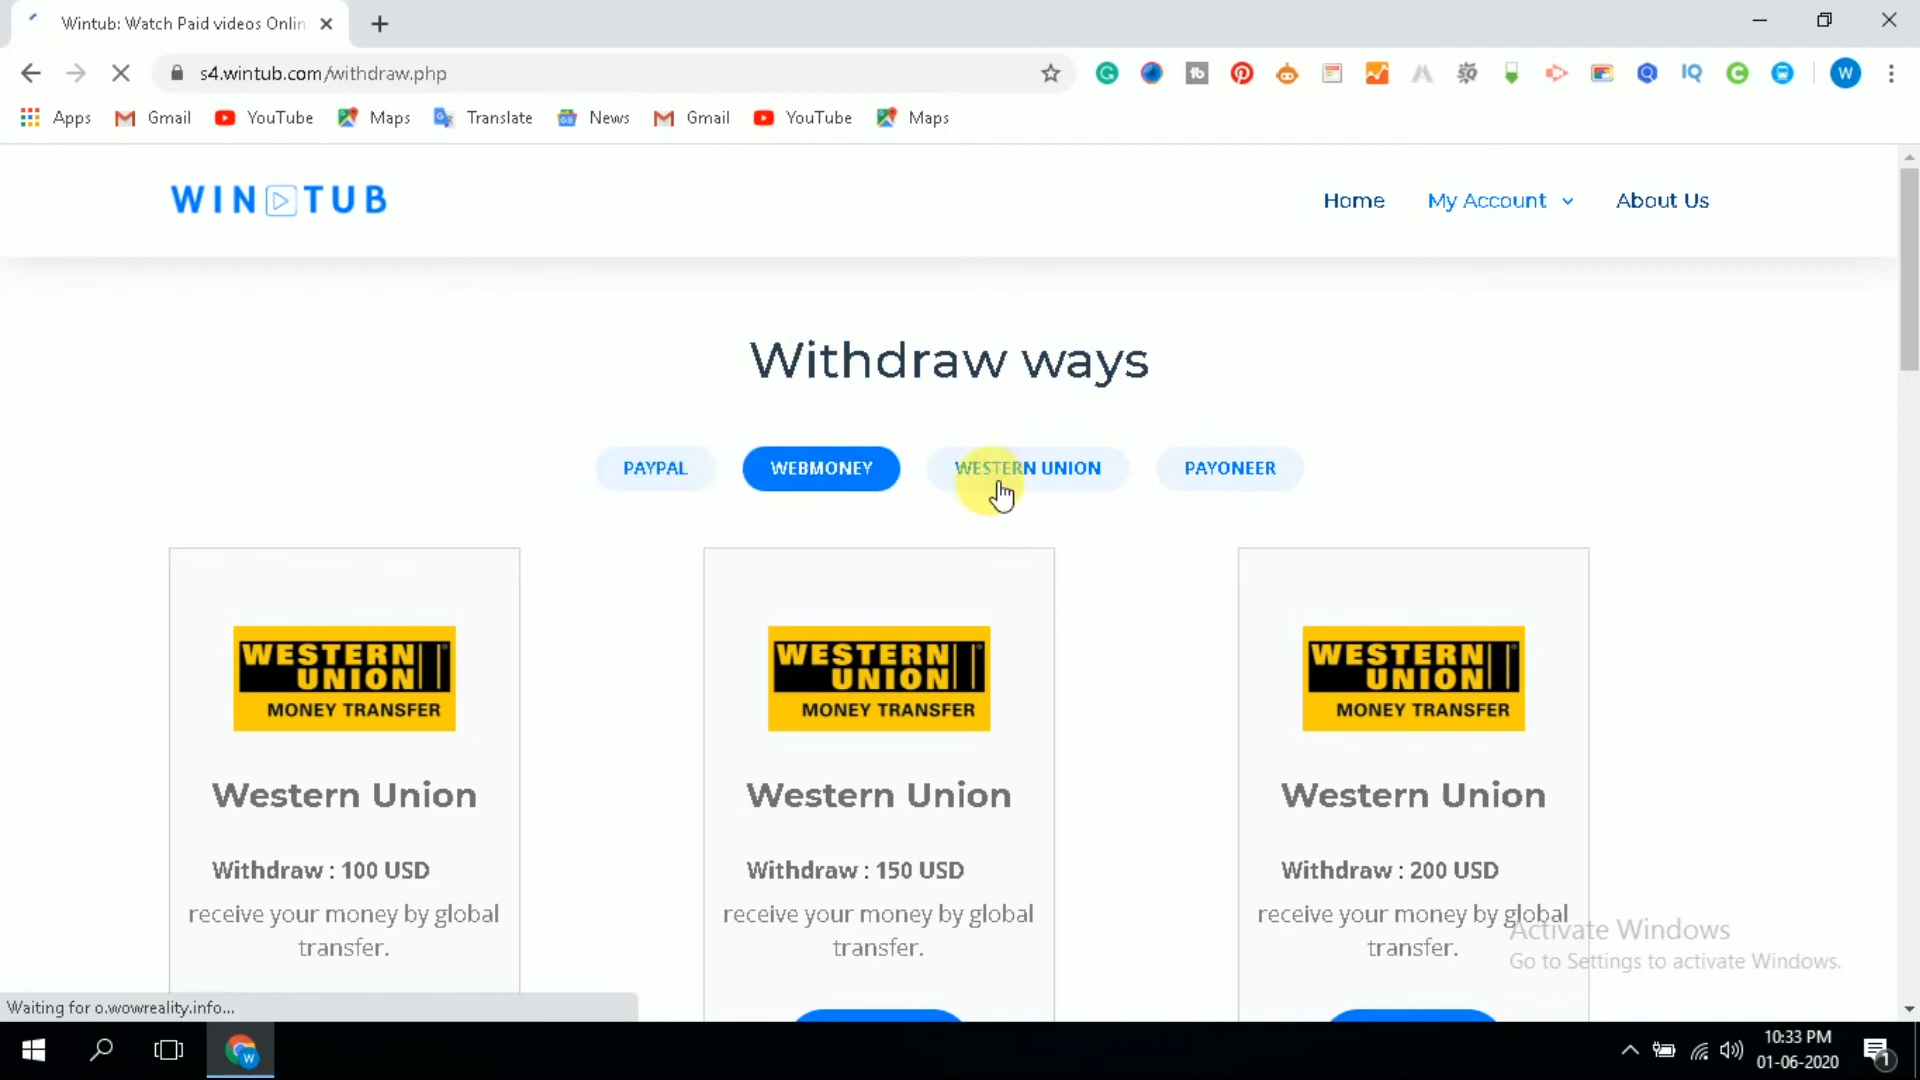 Wintub: Watch Paid videos Onlin
s4.wintub.com/withdraw.php
IQ
W
Apps
Gmail
YouTube
Maps
Translate
News
Gmail
YouTube
Maps
WIN TUB
Home
My Account
About Us
Withdraw ways
PAYPAL
WEBMONEY
WESTERN UNION
PAYONEER
WESTERN
UNION
MONEY TRANSFER
Western Union
Withdraw : 100 USD
receive your money by global
transfer.
WESTERN
UNION
MONEY TRANSFER
Western Union
Withdraw : 150 USD
receive your money by global
transfer.
WESTERN
UNION
MONEY TRANSFER
Western Union
Withdraw : 200 USD
receive your money by global
transfer.
Activate Windows
Go to Settings to activate Windows.
Waiting for o.wowreality.info...
10:33 PM
01-06-2020
1